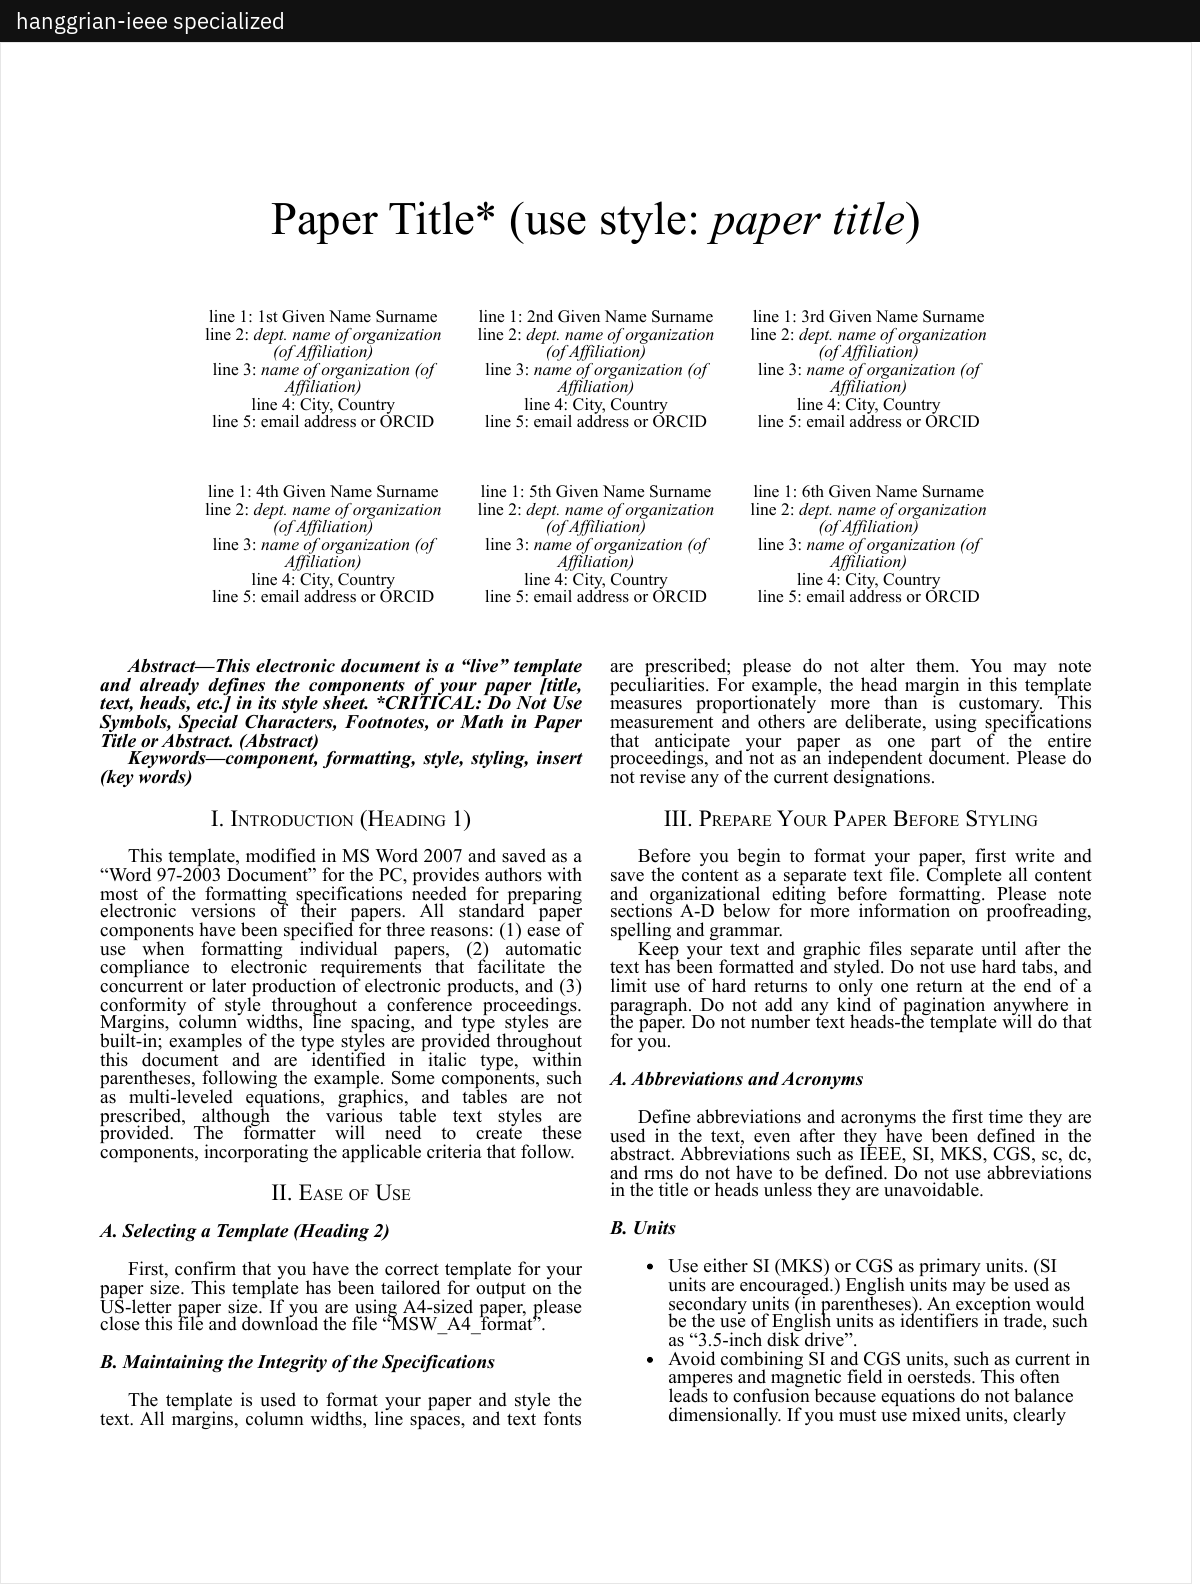 hanggrian-ieee specialized
Paper Title* (use style: paper title)
line 1: 1st Given Name Surname
line 2: dept. name of organization
(of Affiliation)
line 3: name of organization (of
Affiliation)
line 4: City, Country
line 5: email address or ORCID
line 1: 2nd Given Name Surname
line 2: dept. name of organization
(of Affiliation)
line 3: name of organization (of
Affiliation)
line 4: City, Country
line 5: email address or ORCID
line 1: 3rd Given Name Surname
line 2: dept. name of organization
(of Affiliation)
line 3: name of organization (of
Affiliation)
line 4: City, Country
line 5: email address or ORCID
line 1: 4th Given Name Surname
line 2: dept. name of organization
(of Affiliation)
line 3: name of organization (of
Affiliation)
line 4: City, Country
line 5: email address or ORCID
line 1: 5th Given Name Surname
line 2: dept. name of organization
(of Affiliation)
line 3: name of organization (of
Affiliation)
line 4: City, Country
line 5: email address or ORCID
line 1: 6th Given Name Surname
line 2: dept. name of organization
(of Affiliation)
line 3: name of organization (of
Affiliation)
line 4: City, Country
line 5: email address or ORCID
Abstract—This electronic document is a “live” template
and already defines the components of your paper [title,
text, heads, etc.] in its style sheet. *CRITICAL: Do Not Use
Symbols, Special Characters, Footnotes, or Math in Paper
Title or Abstract. (Abstract)
Keywords—component, formatting, style, styling, insert
(key words)
I. Introduction (Heading 1)
This template, modified in MS Word 2007 and saved as a
“Word 97-2003 Document” for the PC, provides authors with
most of the formatting specifications needed for preparing
electronic versions of their papers. All standard paper
components have been specified for three reasons: (1) ease of
use when formatting individual papers, (2) automatic
compliance to electronic requirements that facilitate the
concurrent or later production of electronic products, and (3)
conformity of style throughout a conference proceedings.
Margins, column widths, line spacing, and type styles are
built-in; examples of the type styles are provided throughout
this document and are identified in italic type, within
parentheses, following the example. Some components, such
as multi-leveled equations, graphics, and tables are not
prescribed, although the various table text styles are
provided. The formatter will need to create these
components, incorporating the applicable criteria that follow.
II. Ease of Use
A. Selecting a Template (Heading 2)
First, confirm that you have the correct template for your
paper size. This template has been tailored for output on the
US-letter paper size. If you are using A4-sized paper, please
close this file and download the file “MSW_A4_format”.
B. Maintaining the Integrity of the Specifications
The template is used to format your paper and style the
text. All margins, column widths, line spaces, and text fonts
are prescribed; please do not alter them. You may note
peculiarities. For example, the head margin in this template
measures proportionately more than is customary. This
measurement and others are deliberate, using specifications
that anticipate your paper as one part of the entire
proceedings, and not as an independent document. Please do
not revise any of the current designations.
III. Prepare Your Paper Before Styling
Before you begin to format your paper, first write and
save the content as a separate text file. Complete all content
and organizational editing before formatting. Please note
sections A-D below for more information on proofreading,
spelling and grammar.
Keep your text and graphic files separate until after the
text has been formatted and styled. Do not use hard tabs, and
limit use of hard returns to only one return at the end of a
paragraph. Do not add any kind of pagination anywhere in
the paper. Do not number text heads-the template will do that
for you.
A. Abbreviations and Acronyms
Define abbreviations and acronyms the first time they are
used in the text, even after they have been defined in the
abstract. Abbreviations such as IEEE, SI, MKS, CGS, sc, dc,
and rms do not have to be defined. Do not use abbreviations
in the title or heads unless they are unavoidable.
B. Units
• Use either SI (MKS) or CGS as primary units. (SI
units are encouraged.) English units may be used as
secondary units (in parentheses). An exception would
be the use of English units as identifiers in trade, such
as “3.5-inch disk drive”.
• Avoid combining SI and CGS units, such as current in
amperes and magnetic field in oersteds. This often
leads to confusion because equations do not balance
dimensionally. If you must use mixed units, clearly